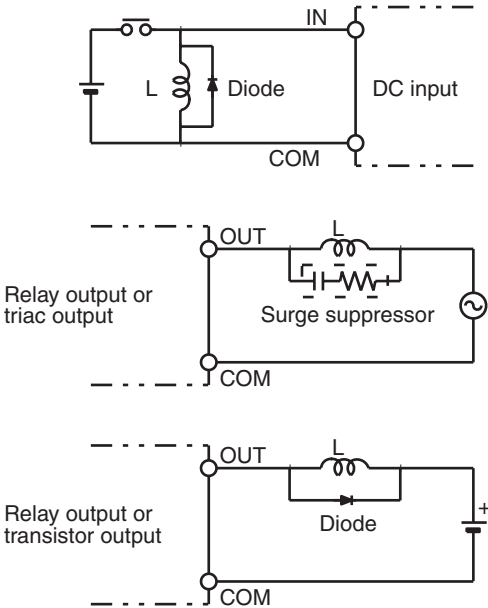 IN
L
Diode
DC input
COM
OUT
L
Relay output or
triac output
Surge suppressor
COM
OUT
L
+
Relay output or
transistor output
Diode
COM